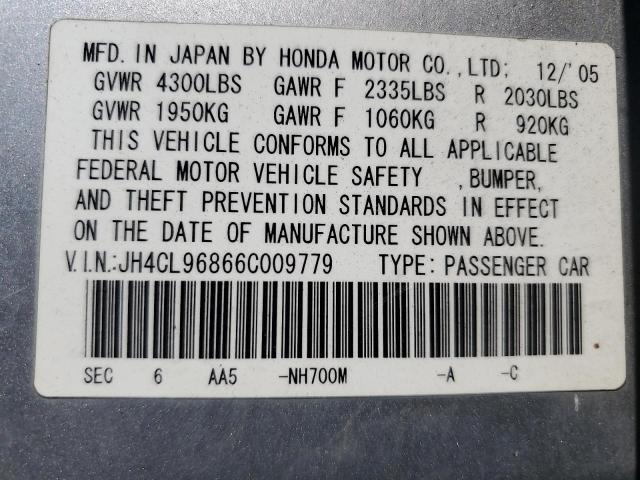 MFD. IN JAPAN BY HONDA MOTOR CO., LTD; 12/'05
GVWR 4300LBS GAWR F 2335LBS R 2030LBS
GVWR 1950KG GAWR F 1060KG R 920KG
THIS VEHICLE CONFORMS TO ALL APPLICABLE
FEDERAL MOTOR VEHICLE SAFETY , BUMPER,
AND THEFT PREVENTION STANDARDS IN EFFECT
ON THE DATE OF MANUFACTURE SHOWN ABOVE.
V.I.N.:JH4CL96866C009779 TYPE: PASSENGER CAR
SEC 6 AA5 -NH700M -A -C